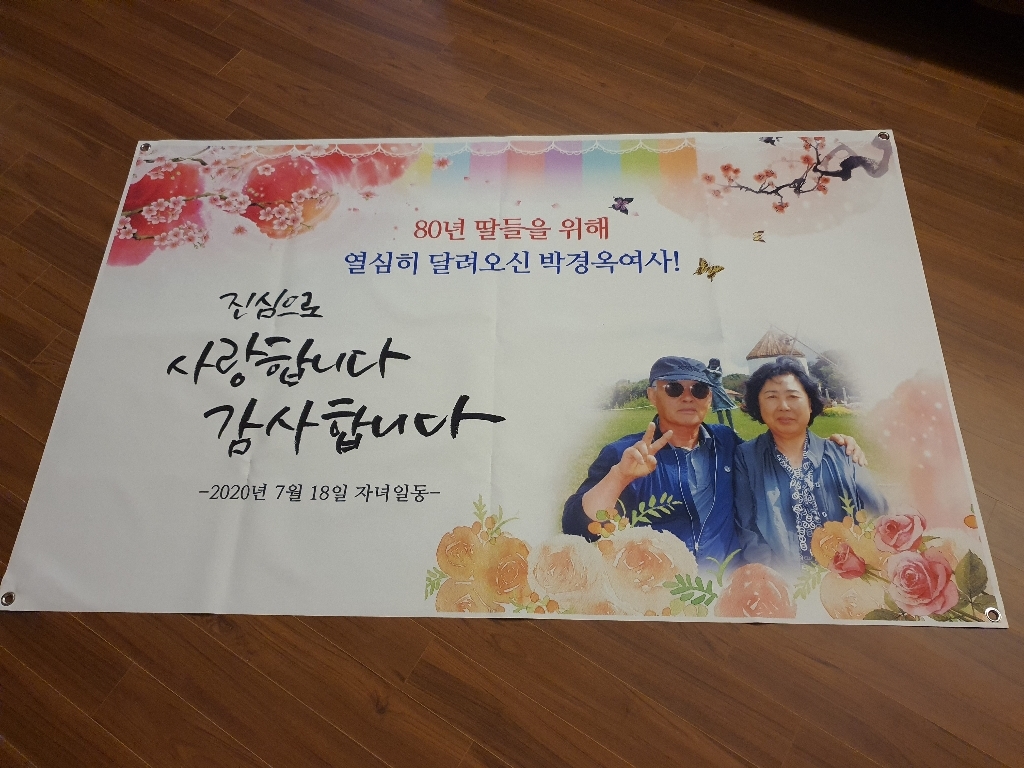 80년 딸들을 위해
열심히 달려오신 박경옥여사!
진심으로
사랑합니다
감사합니다
-2020년 7월 18일 자녀일동-